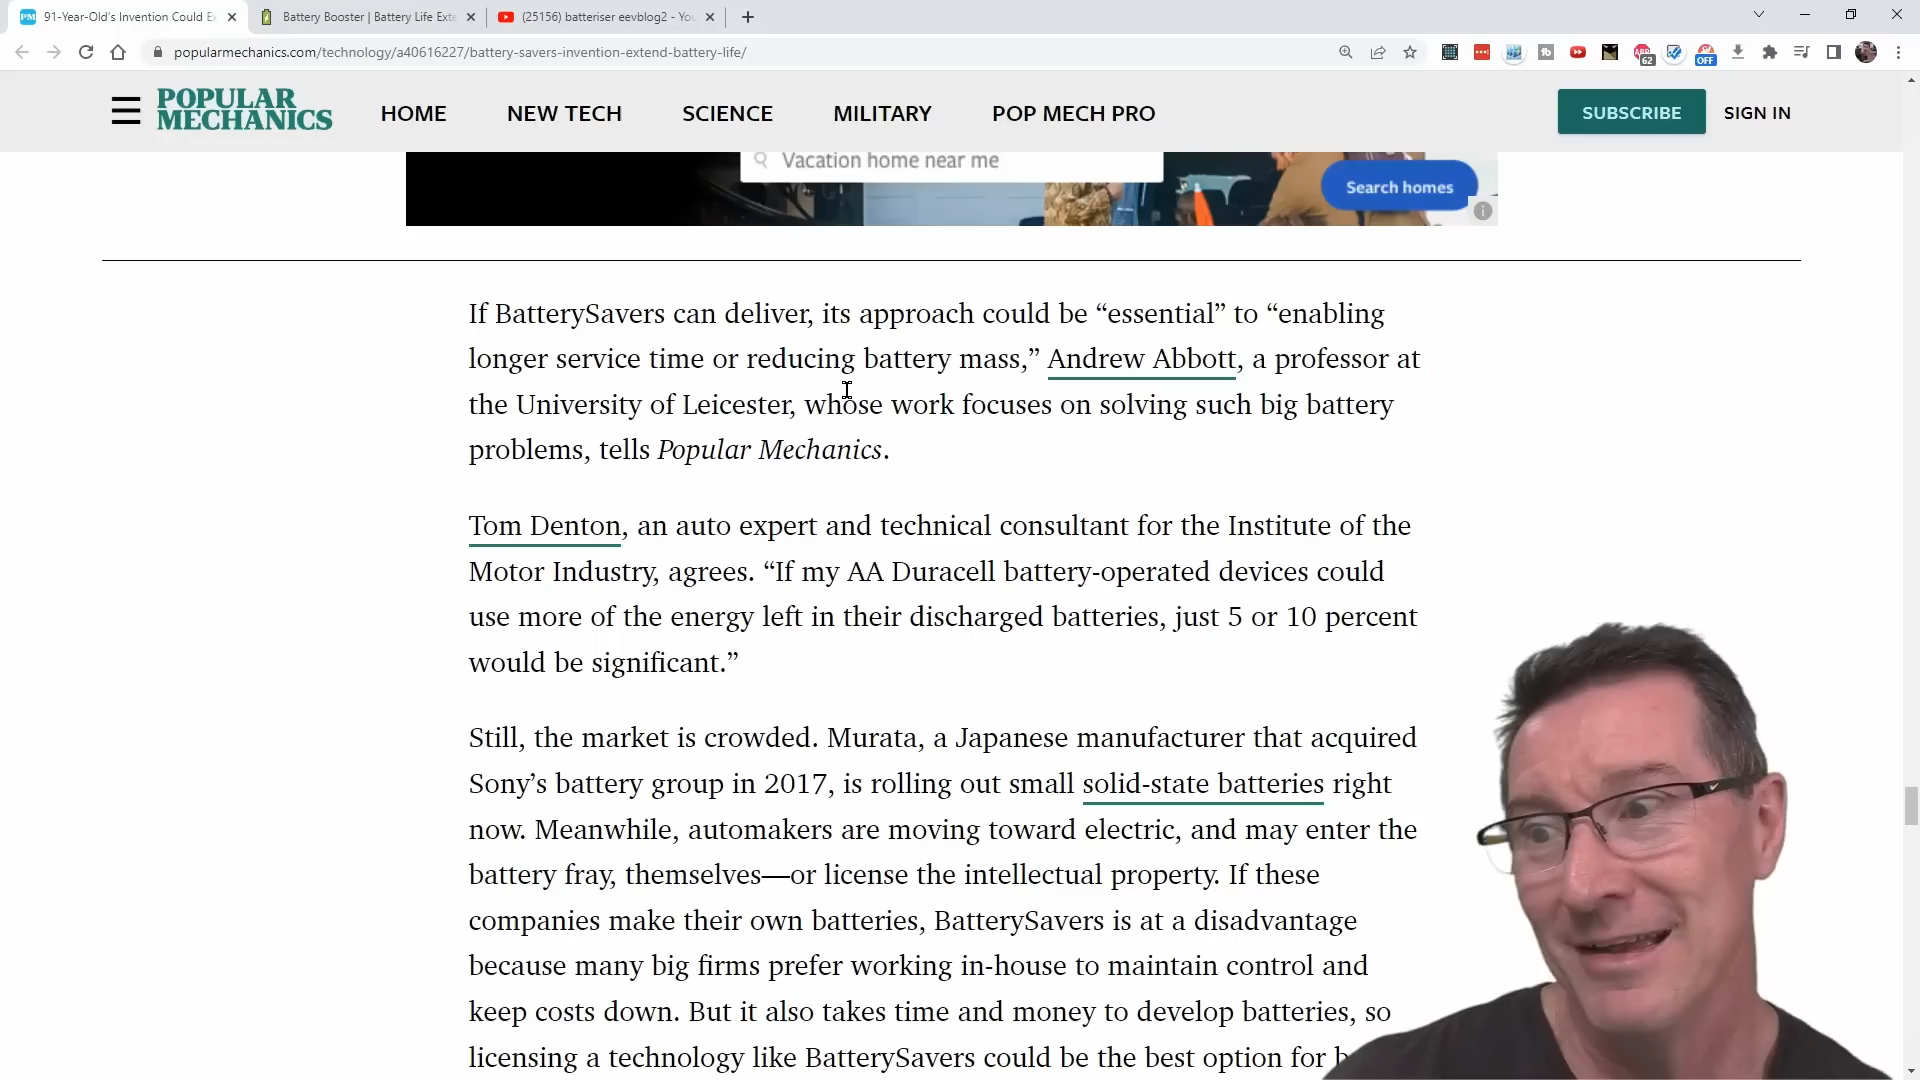 91-Year-Old's Invention Could E
Battery Booster | Battery Life Exte
(25156) batteriser eevblog2 - You
popularmechanics.com/technology/a40616227/battery-savers-invention-extend-battery-life/
62
OFF
POPULAR
MECHANICS
HOME
NEW TECH
SCIENCE
MILITARY
POP MECH PRO
SUBSCRIBE
SIGN IN
Vacation home near me
Search homes
If BatterySavers can deliver, its approach could be “essential” to “enabling
longer service time or reducing battery mass,” Andrew Abbott, a professor at
the University of Leicester, whose work focuses on solving such big battery
problems, tells Popular Mechanics.
Tom Denton, an auto expert and technical consultant for the Institute of the
Motor Industry, agrees. “If my AA Duracell battery-operated devices could
use more of the energy left in their discharged batteries, just 5 or 10 percent
would be significant.”
Still, the market is crowded. Murata, a Japanese manufacturer that acquired
Sony’s battery group in 2017, is rolling out small solid-state batteries right
now. Meanwhile, automakers are moving toward electric, and may enter the
battery fray, themselves—or license the intellectual property. If these
companies make their own batteries, BatterySavers is at a disadvantage
because many big firms prefer working in-house to maintain control and
keep costs down. But it also takes time and money to develop batteries, so
licensing a technology like BatterySavers could be the best option for